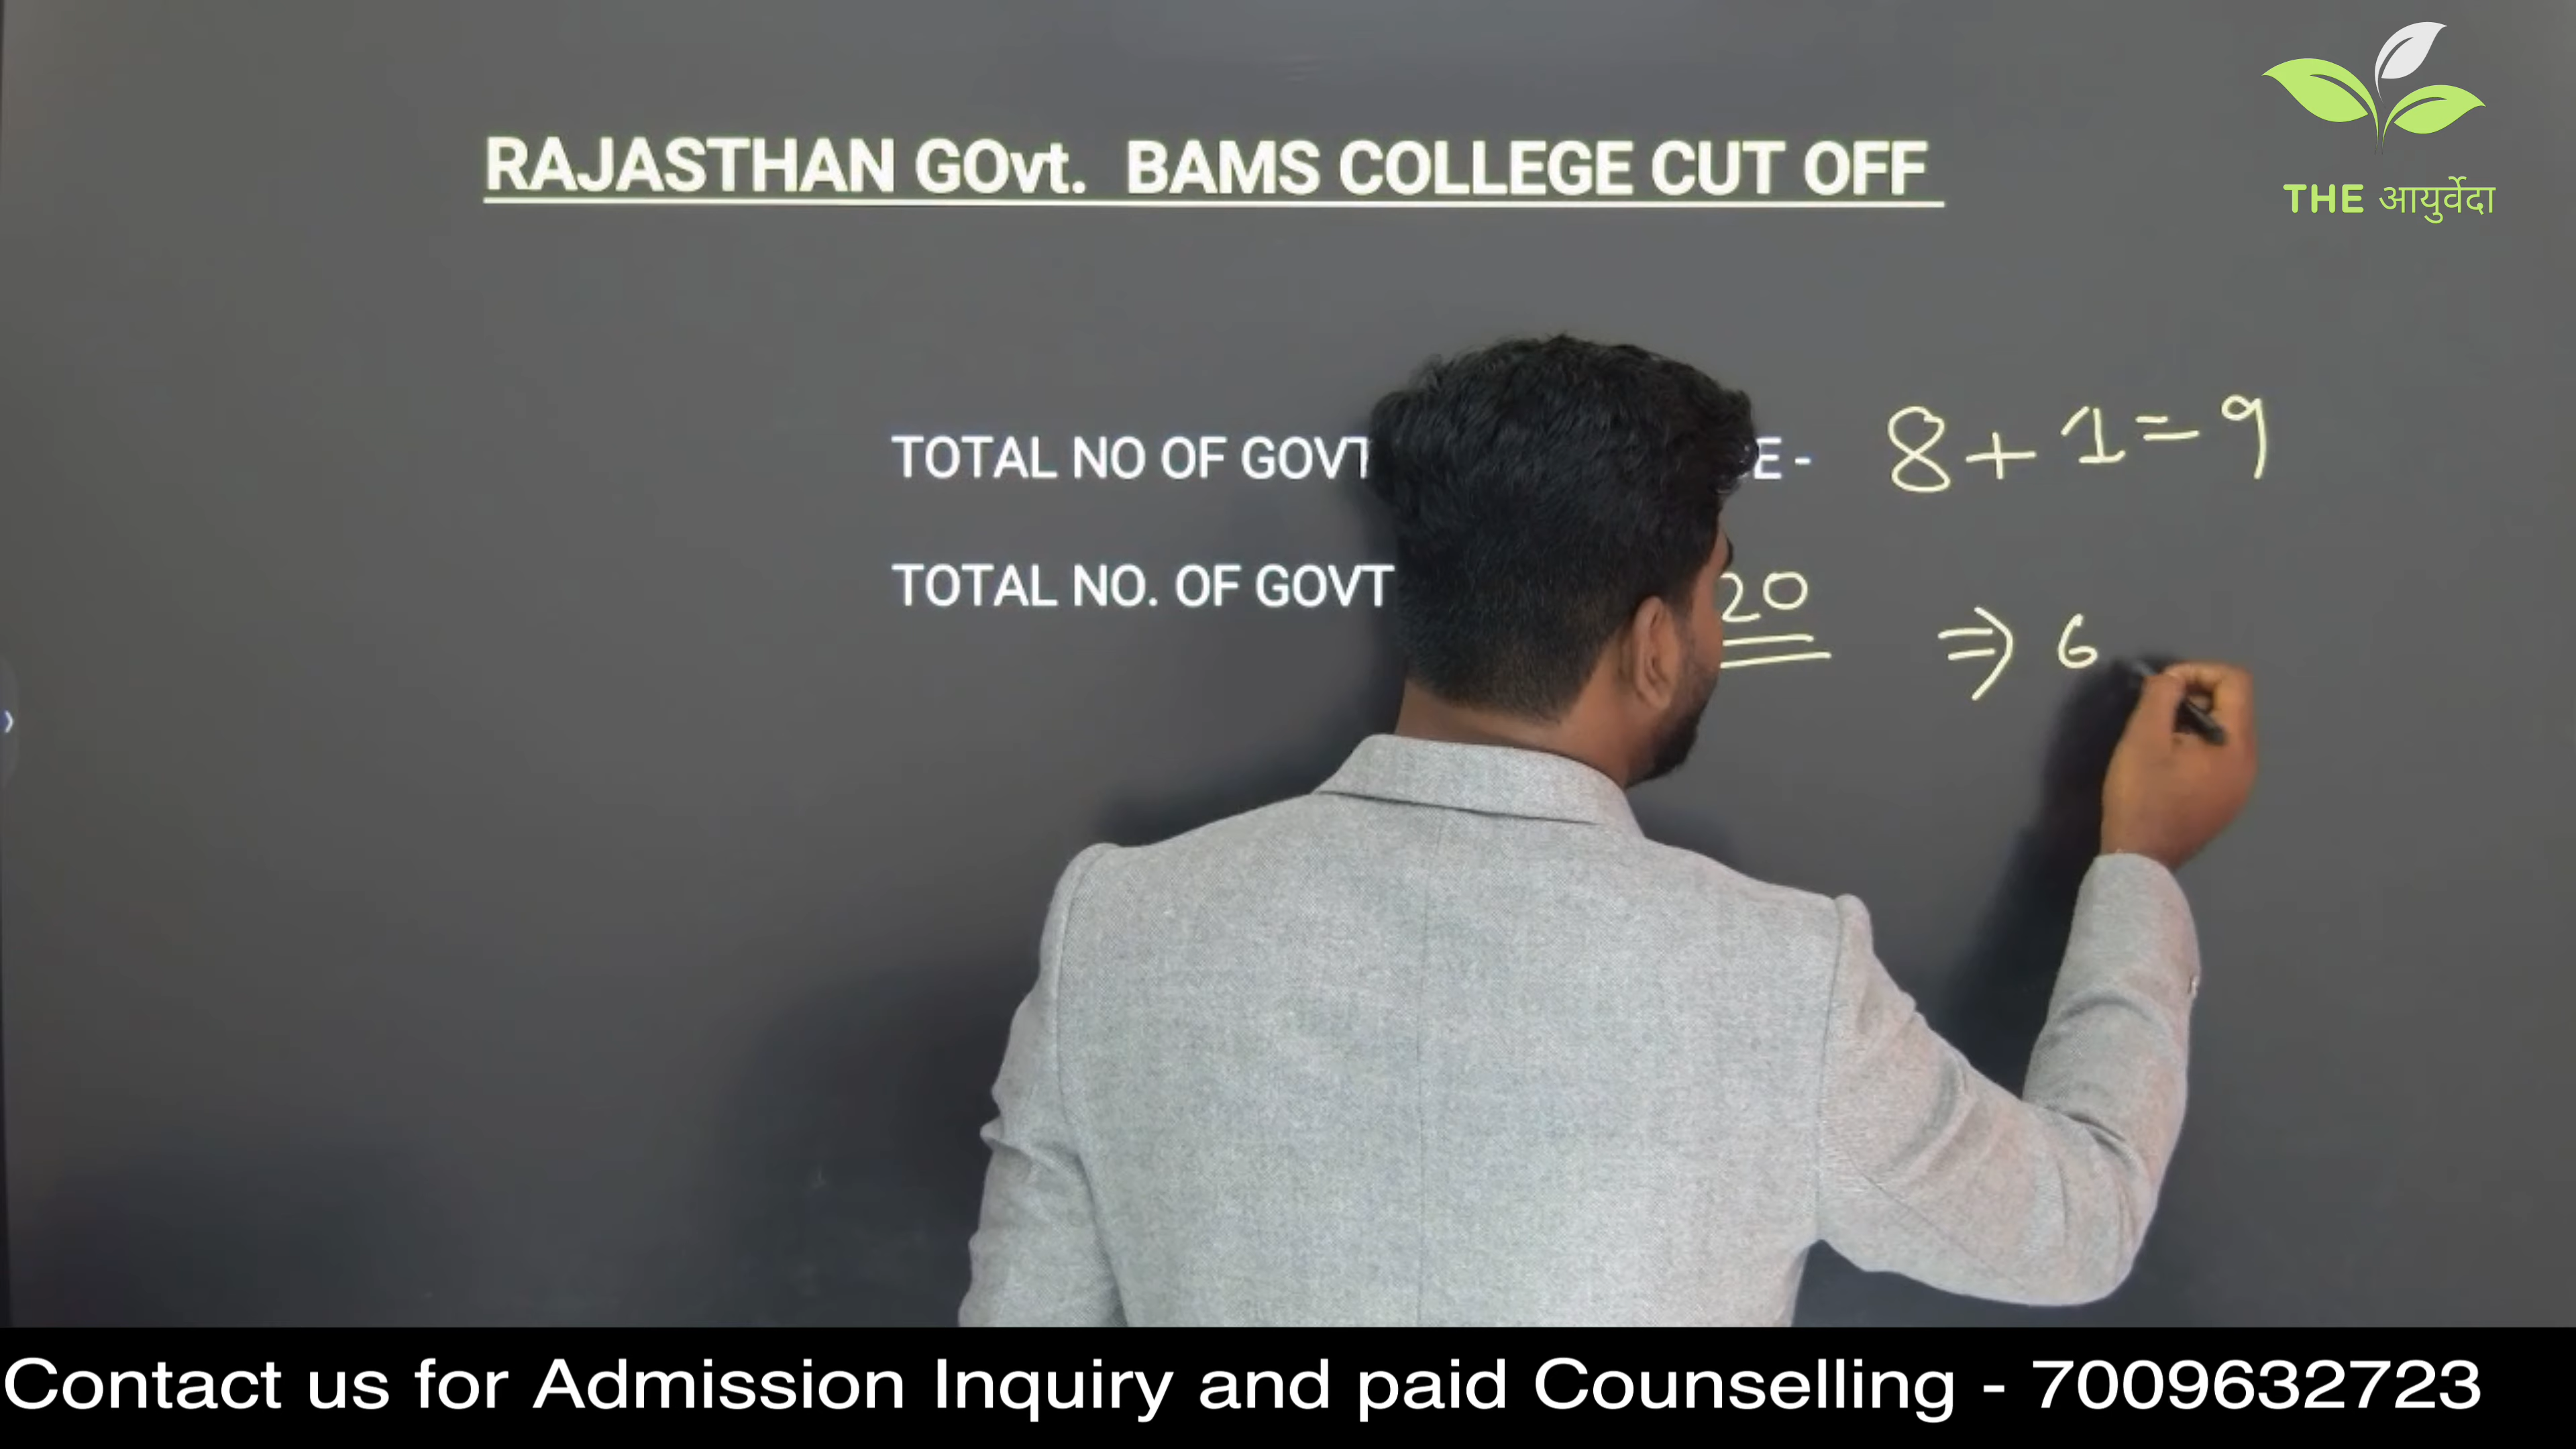 RAJASTHAN GOvt. BAMS COLLEGE CUT OFF
THE आयुर्वेदा
TOTAL NO OF GOVT E - 8 + 1 = 9
TOTAL NO. OF GOVT 20 ⇒ 6
Contact us for Admission Inquiry and paid Counselling - 7009632723